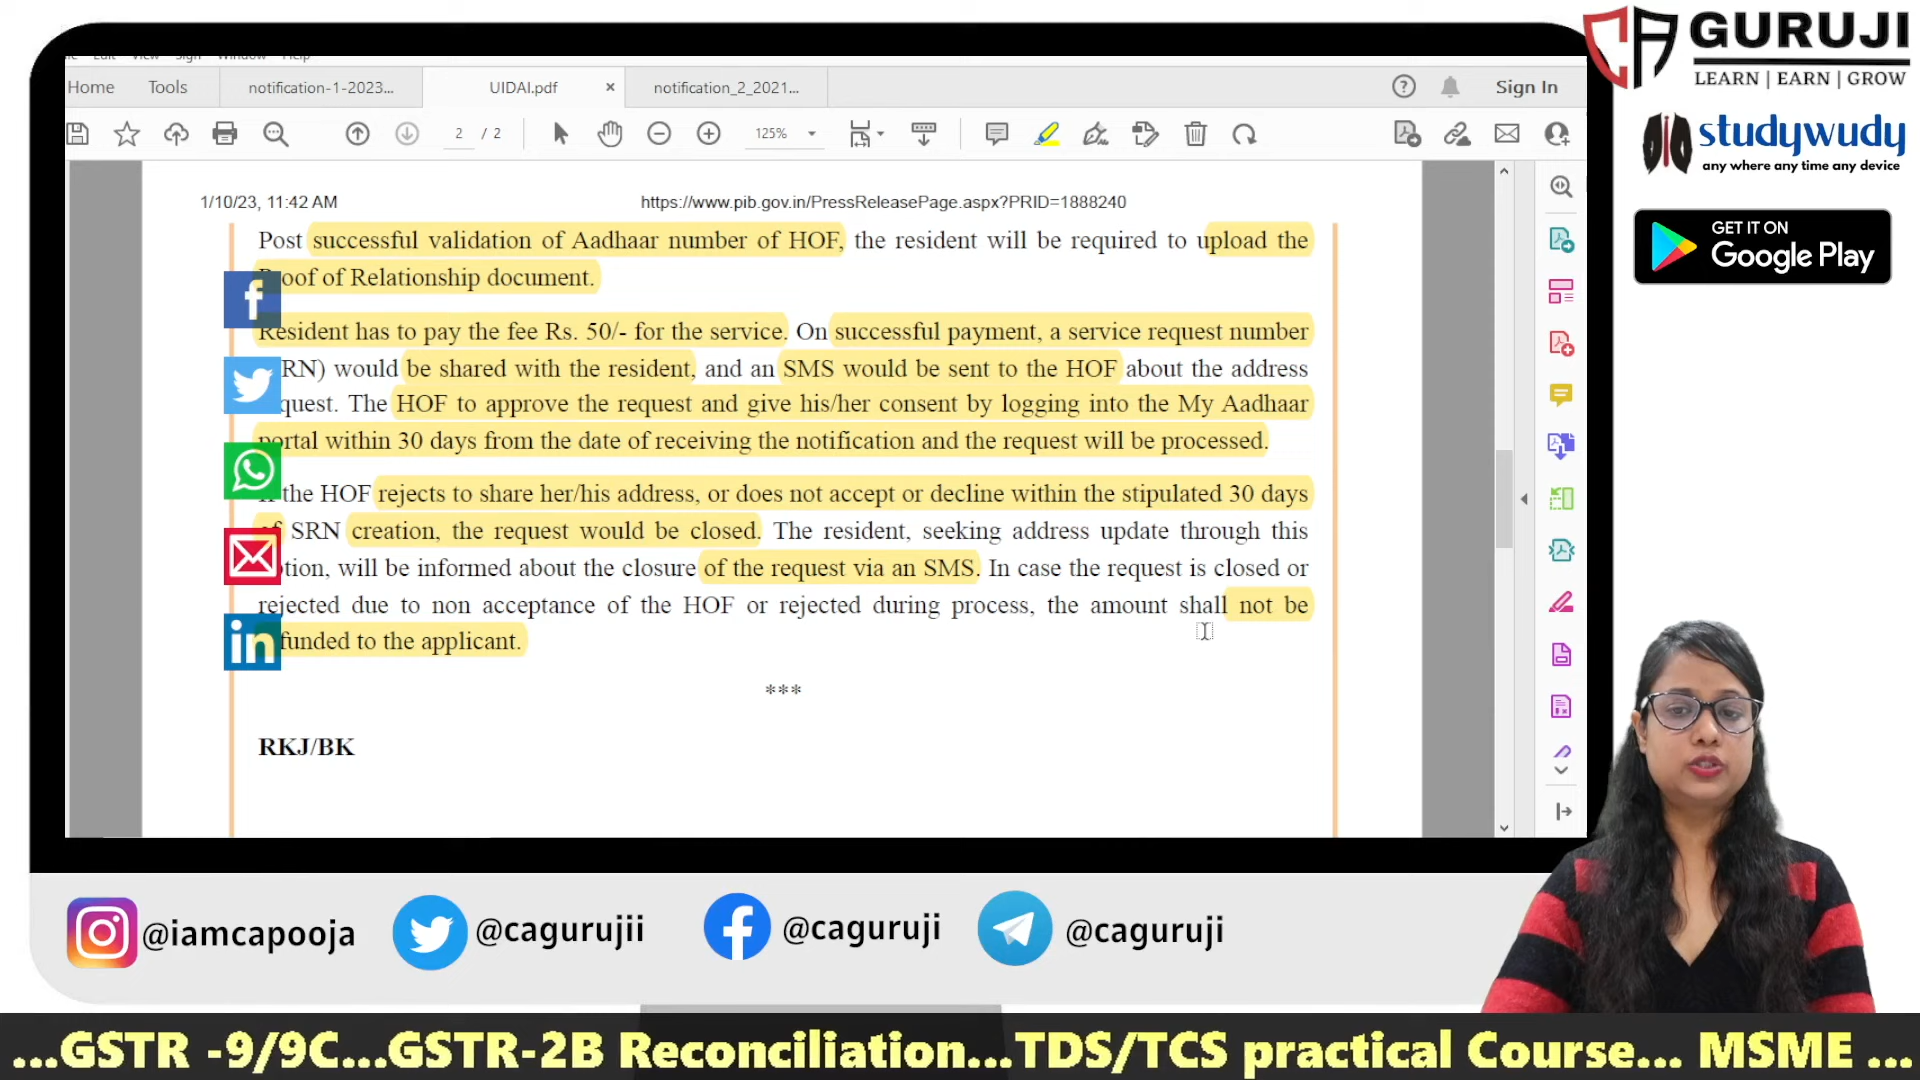 GURUJI
LEARN | EARN | GROW
studywudy
any where any time any device
GET IT ON
Google Play
Home Tools notification-1-2023... UIDAI.pdf × notification_2_2021... Sign In
2 / 2 125%
1/10/23, 11:42 AM https://www.pib.gov.in/PressReleasePage.aspx?PRID=1888240
Post successful validation of Aadhaar number of HOF, the resident will be required to upload the
oof of Relationship document.
Resident has to pay the fee Rs. 50/- for the service. On successful payment, a service request number
RN) would be shared with the resident, and an SMS would be sent to the HOF about the address
quest. The HOF to approve the request and give his/her consent by logging into the My Aadhaar
portal within 30 days from the date of receiving the notification and the request will be processed.
the HOF rejects to share her/his address, or does not accept or decline within the stipulated 30 days
of SRN creation, the request would be closed. The resident, seeking address update through this
tion, will be informed about the closure of the request via an SMS. In case the request is closed or
rejected due to non acceptance of the HOF or rejected during process, the amount shall not be
funded to the applicant.
***
RKJ/BK
@iamcapooja @cagurujii @caguruji @caguruji
...GSTR -9/9C...GSTR-2B Reconciliation...TDS/TCS practical Course... MSME ...